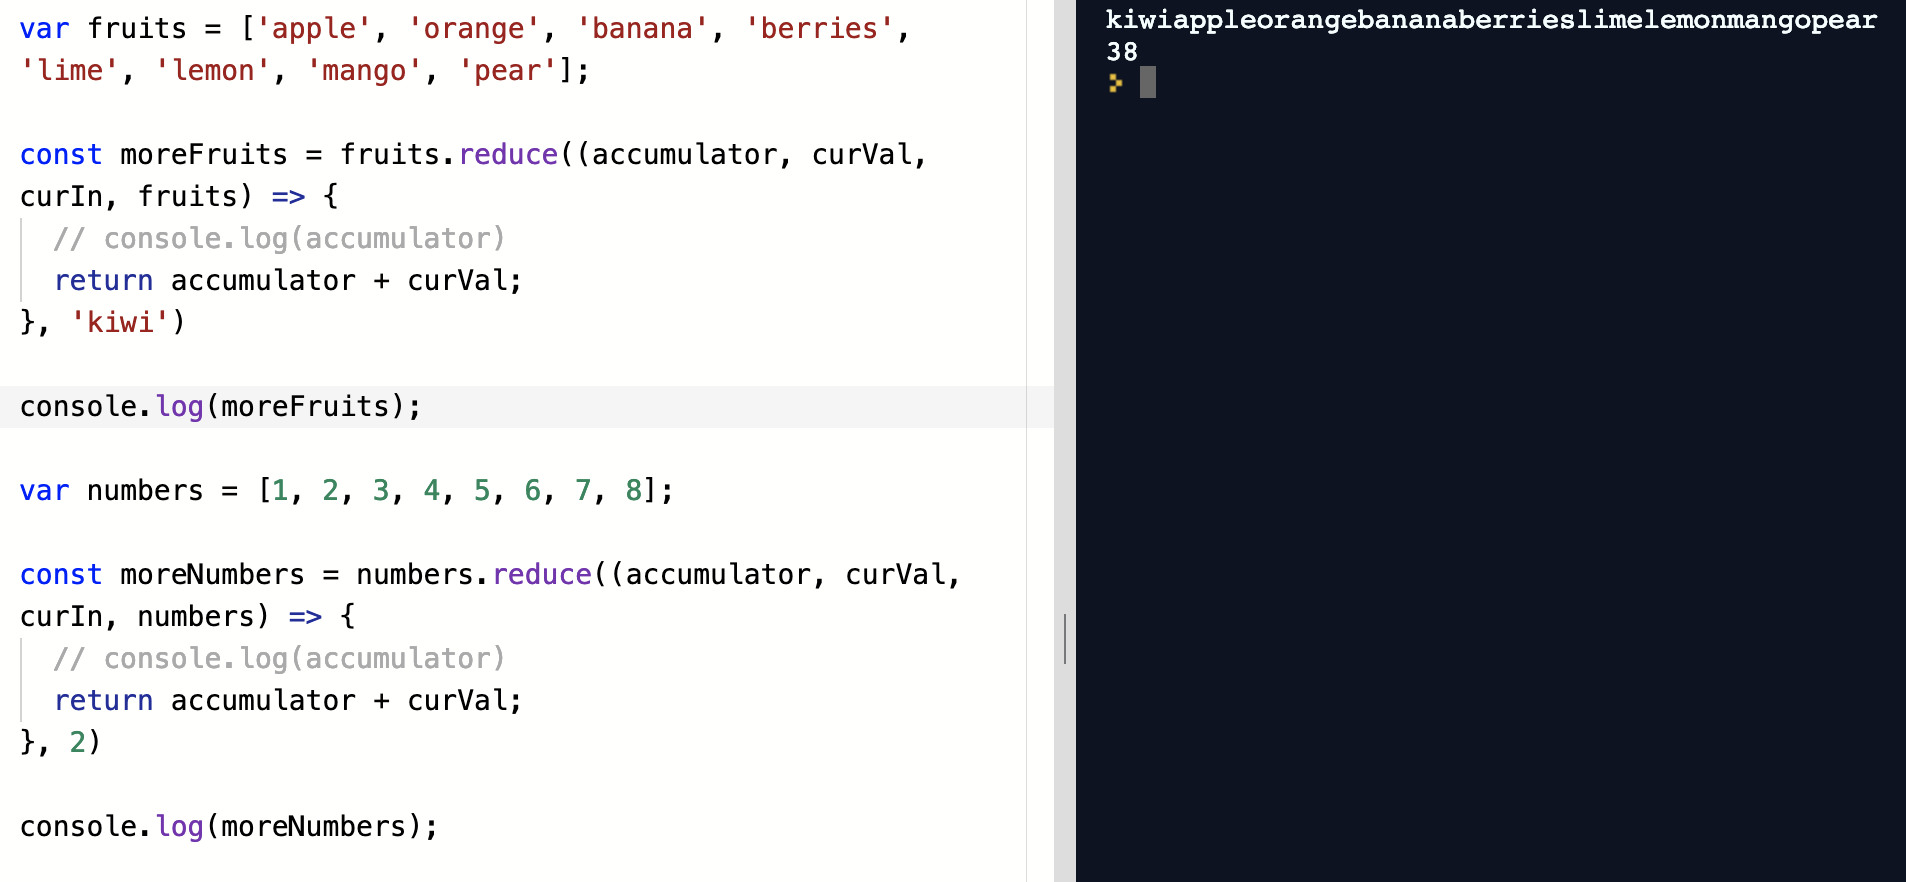 var fruits = ['apple', 'orange', 'banana', 'berries',
'lime', 'lemon', 'mango', 'pear'];
const moreFruits = fruits.reduce((accumulator, curVal,
curIn, fruits) => {
// console.log(accumulator)
return accumulator + curVal;
}, 'kiwi')
console.log(moreFruits);
var numbers = [1, 2, 3, 4, 5, 6, 7, 8];
const moreNumbers = numbers.reduce((accumulator, curVal,
curIn, numbers) => {
// console.log(accumulator)
return accumulator + curVal;
}, 2)
console.log(moreNumbers);
kiwiappleorangebananaberrieslimelemonmangopear
38
>